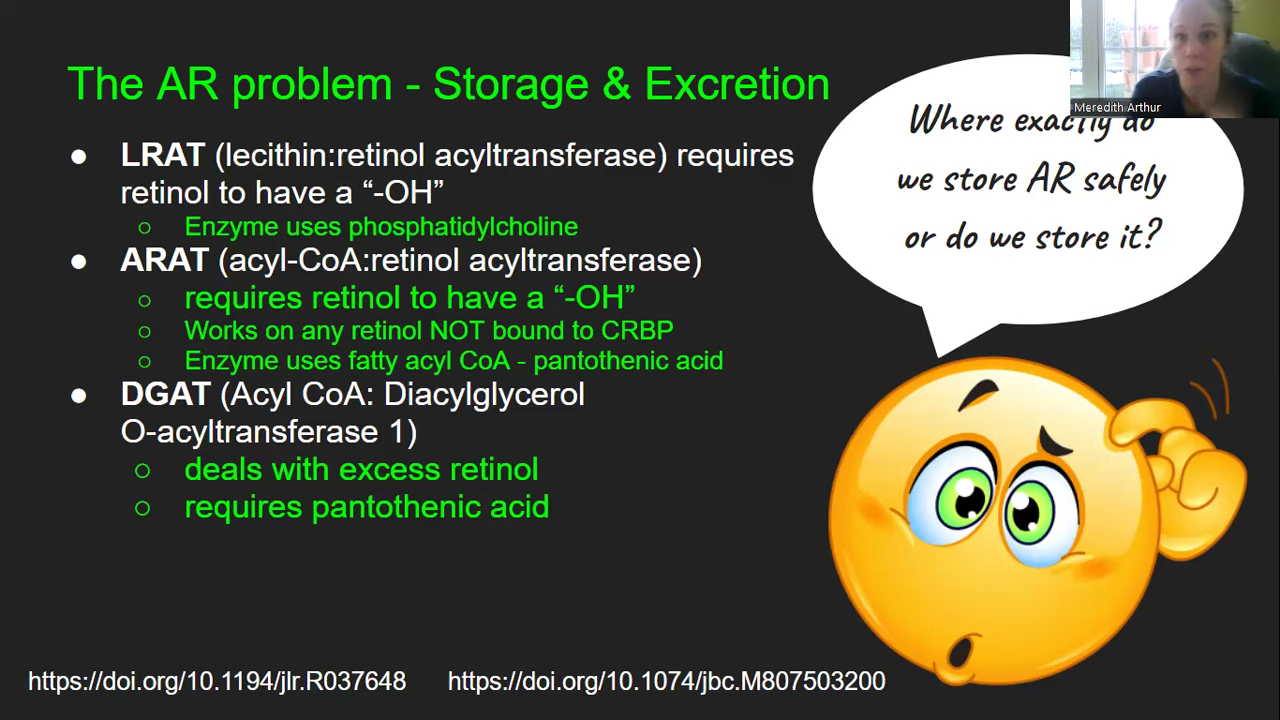 The AR problem - Storage & Excretion
● LRAT (lecithin:retinol acyltransferase) requires
retinol to have a “-OH”
○ Enzyme uses phosphatidylcholine
● ARAT (acyl-CoA:retinol acyltransferase)
○ requires retinol to have a “-OH”
○ Works on any retinol NOT bound to CRBP
○ Enzyme uses fatty acyl CoA - pantothenic acid
● DGAT (Acyl CoA: Diacylglycerol
O-acyltransferase 1)
○ deals with excess retinol
○ requires pantothenic acid
Meredith Arthur
Where exactly do
we store AR safely
or do we store it?
https://doi.org/10.1194/jlr.R037648
https://doi.org/10.1074/jbc.M807503200